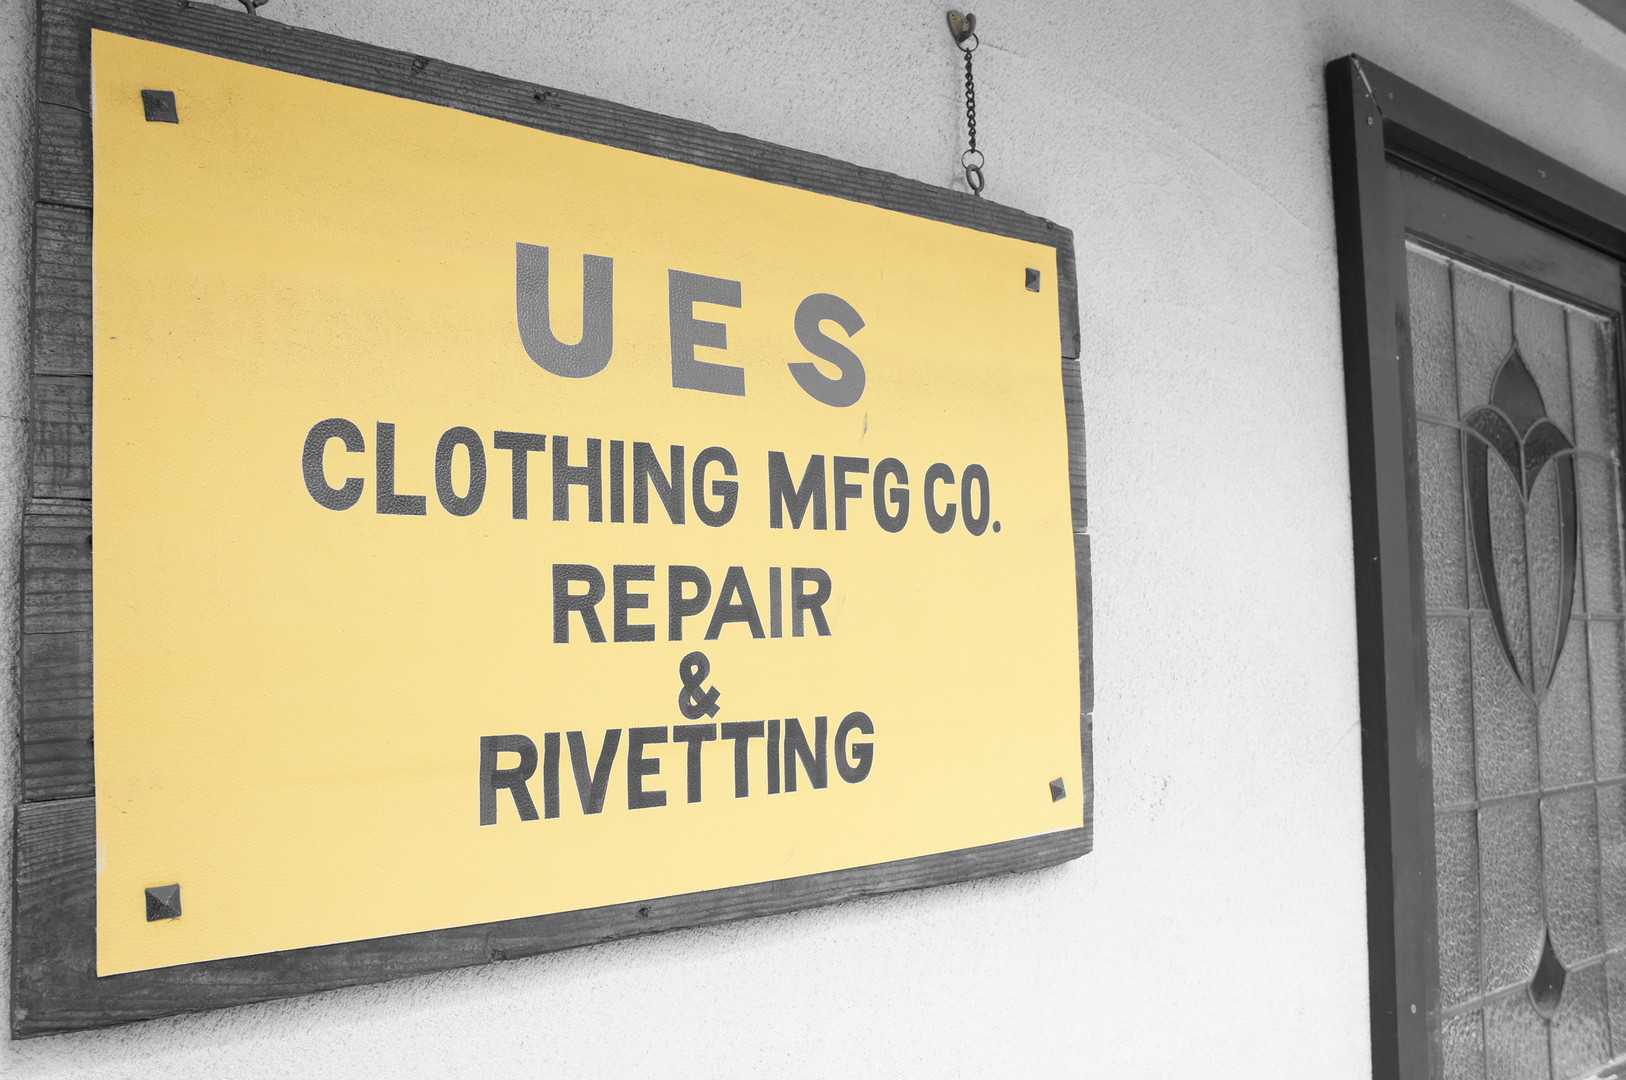 UES
CLOTHING MFG CO.
REPAIR
&
RIVETTING